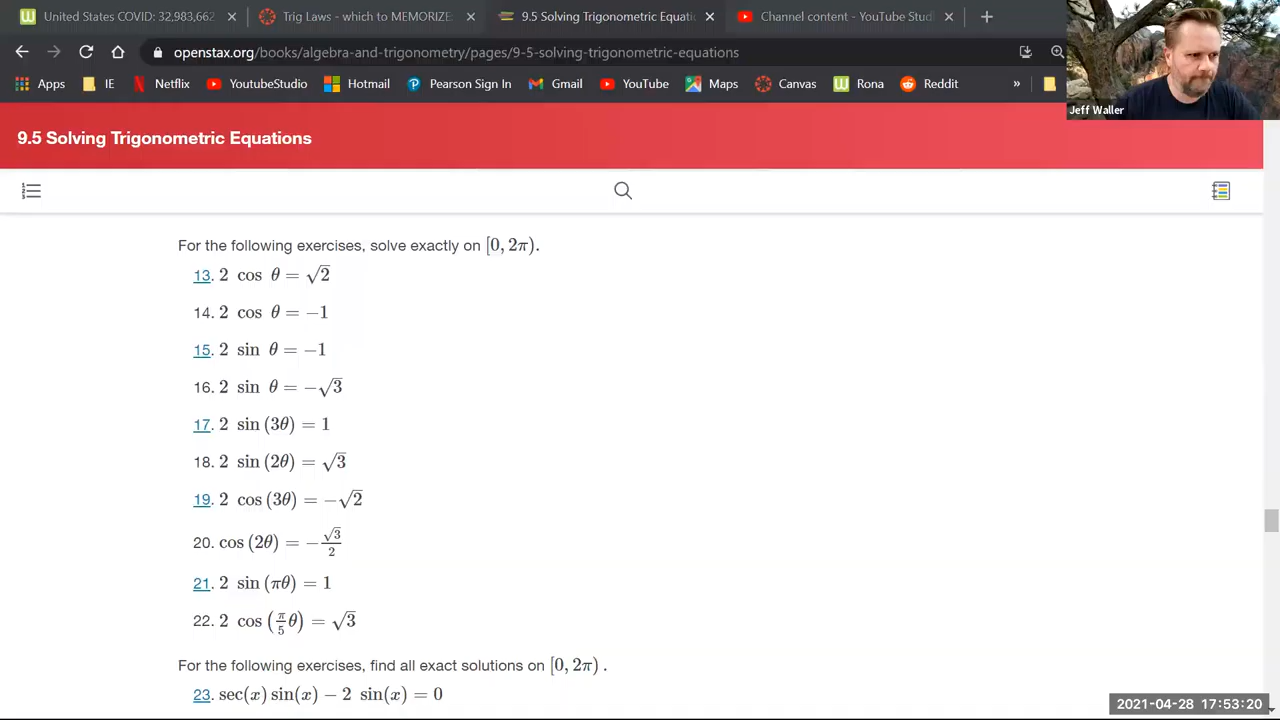 United States COVID: 32,983,662
Trig Laws - which to MEMORIZE
9.5 Solving Trigonometric Equati
Channel content - YouTube Stu
openstax.org/books/algebra-and-trigonometry/pages/9-5-solving-trigonometric-equations
Apps IE Netflix YoutubeStudio Hotmail Pearson Sign In Gmail YouTube Maps Canva Rona Reddit »
Jeff Waller
9.5 Solving Trigonometric Equations
For the following exercises, solve exactly on [0, 2π).
13. 2 cos θ = √2
14. 2 cos θ = −1
15. 2 sin θ = −1
16. 2 sin θ = −√3
17. 2 sin (3θ) = 1
18. 2 sin (2θ) = √3
19. 2 cos (3θ) = −√2
20. cos (2θ) = −√3/2
21. 2 sin (πθ) = 1
22. 2 cos (π/5 θ) = √3
For the following exercises, find all exact solutions on [0, 2π) .
23. sec(x) sin(x) − 2 sin(x) = 0
2021-04-28 17:53:20